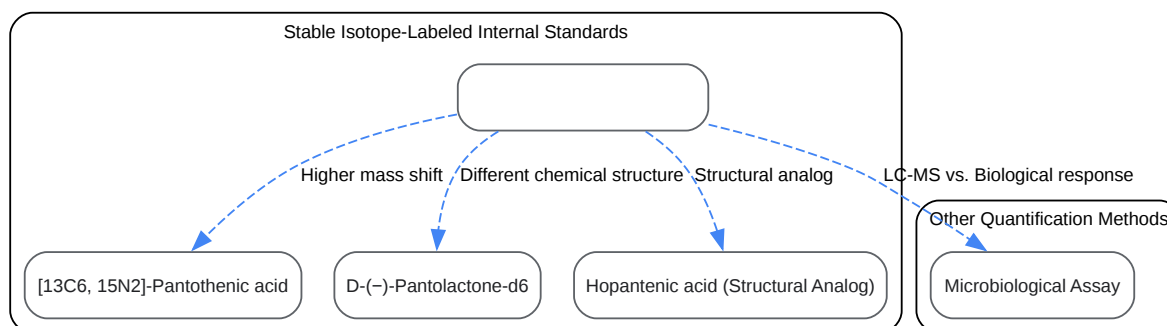 Stable Isotope-Labeled Internal Standards
Higher mass shift
Different chemical structure
Structural analog
LC-MS vs. Biological response
Other Quantification Methods
[13C6, 15N2]-Pantothenic acid
D-(−)-Pantolactone-d6
Hopantenic acid (Structural Analog)
Microbiological Assay